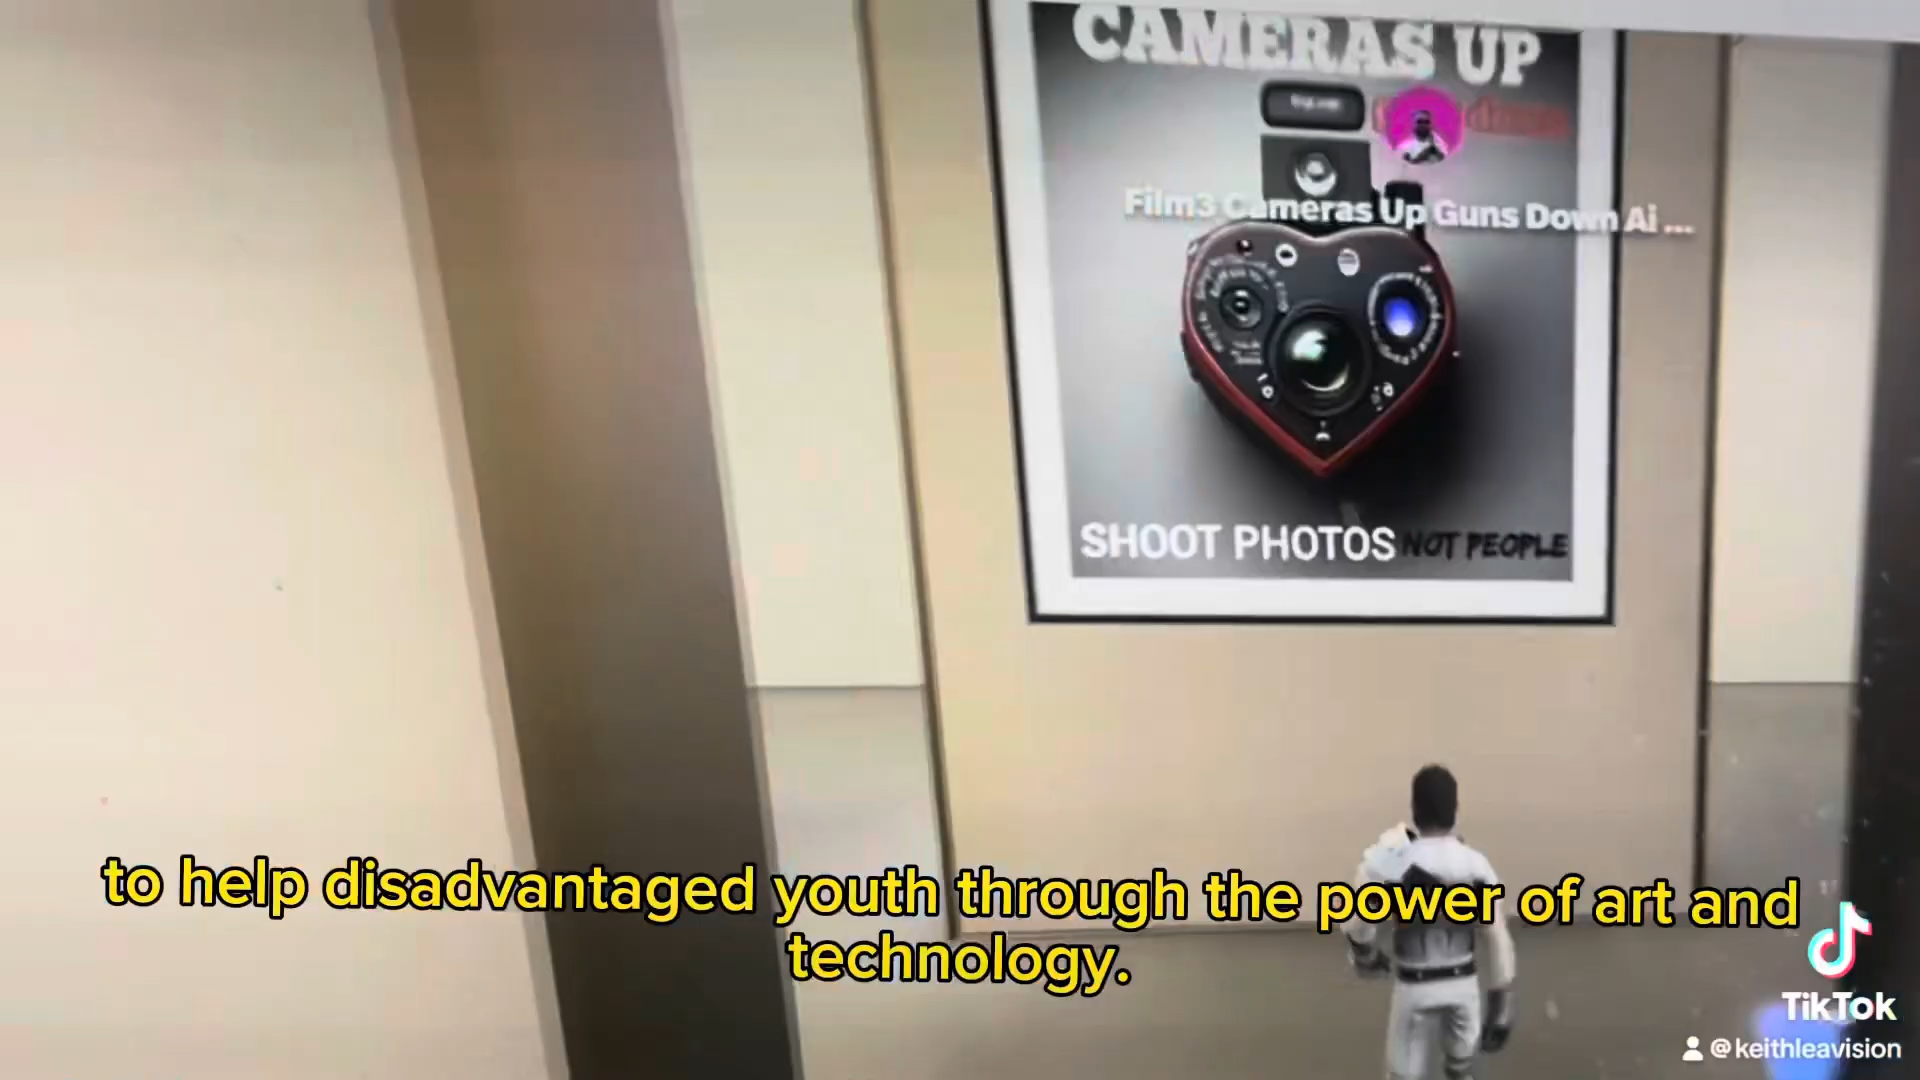 CAMERAS UP
Film3 Cameras Up Guns Down Ai ...
SHOOT PHOTOS NOT PEOPLE
to help disadvantaged youth through the power of art and
technology.
TikTok
@keithleavision